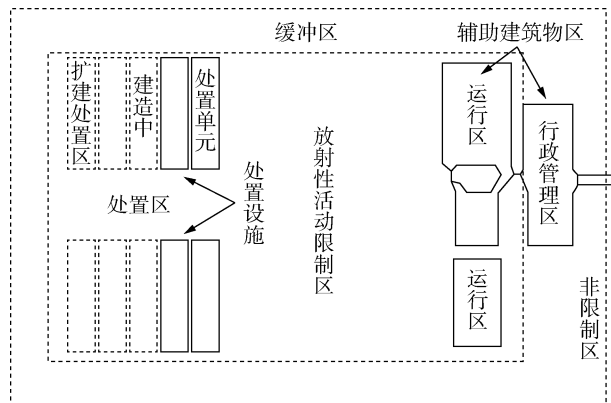 缓冲区
辅助建筑物区
扩建处置区
建造中
处置单元
运行区
行政管理区
放射性活动限制区
处置区
处置设施
运行区
非限制区